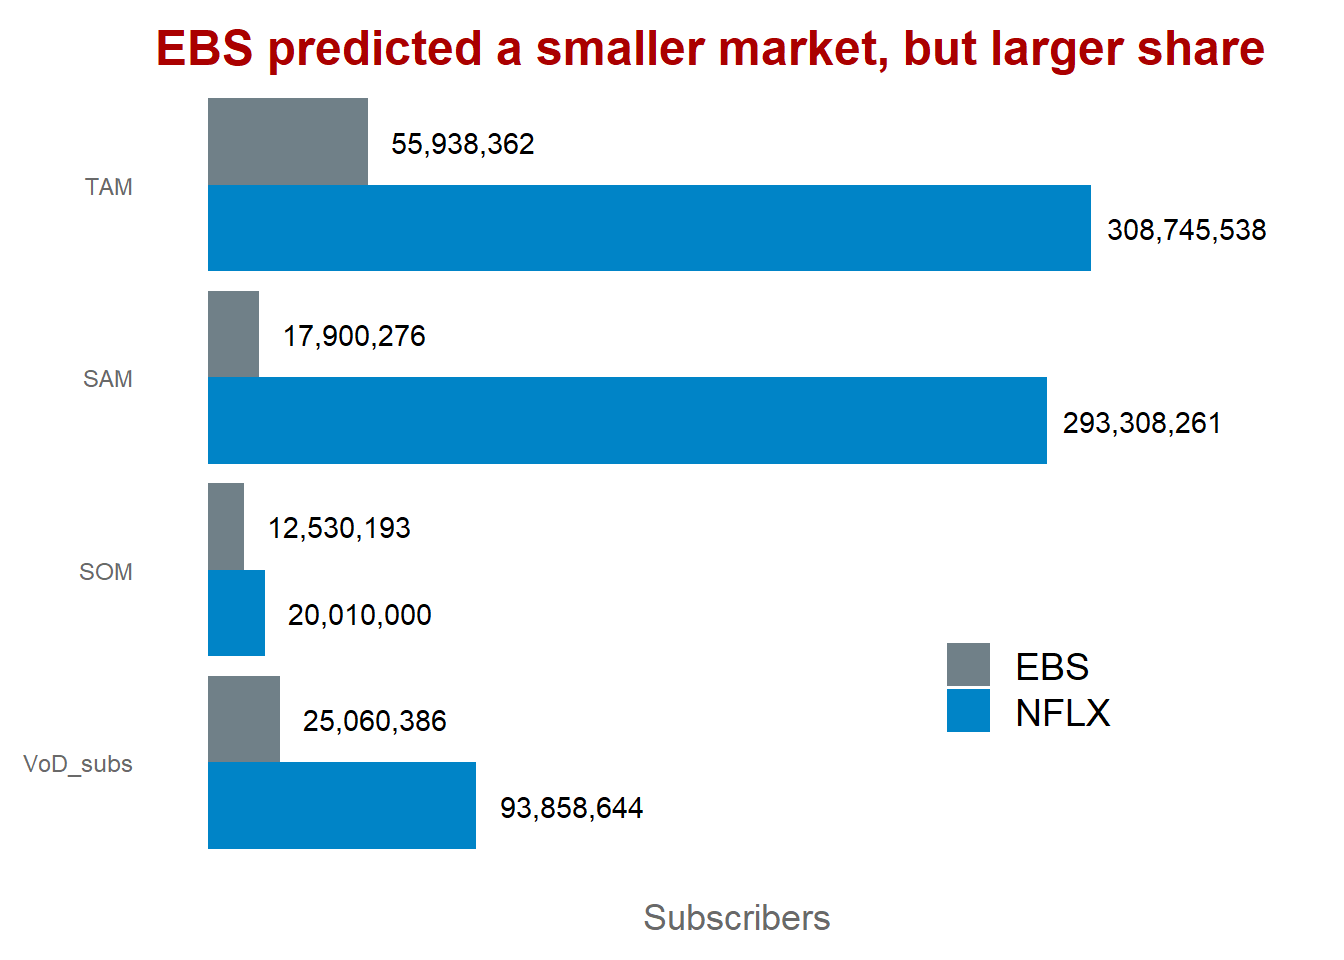 EBS predicted a smaller market, but larger share
55,938,362
TAM
308,745,538
17,900,276
SAM
293,308,261
12,530,193
SOM
20,010,000
EBS
NFLX
25,060,386
VoD_subs
93,858,644
Subscribers